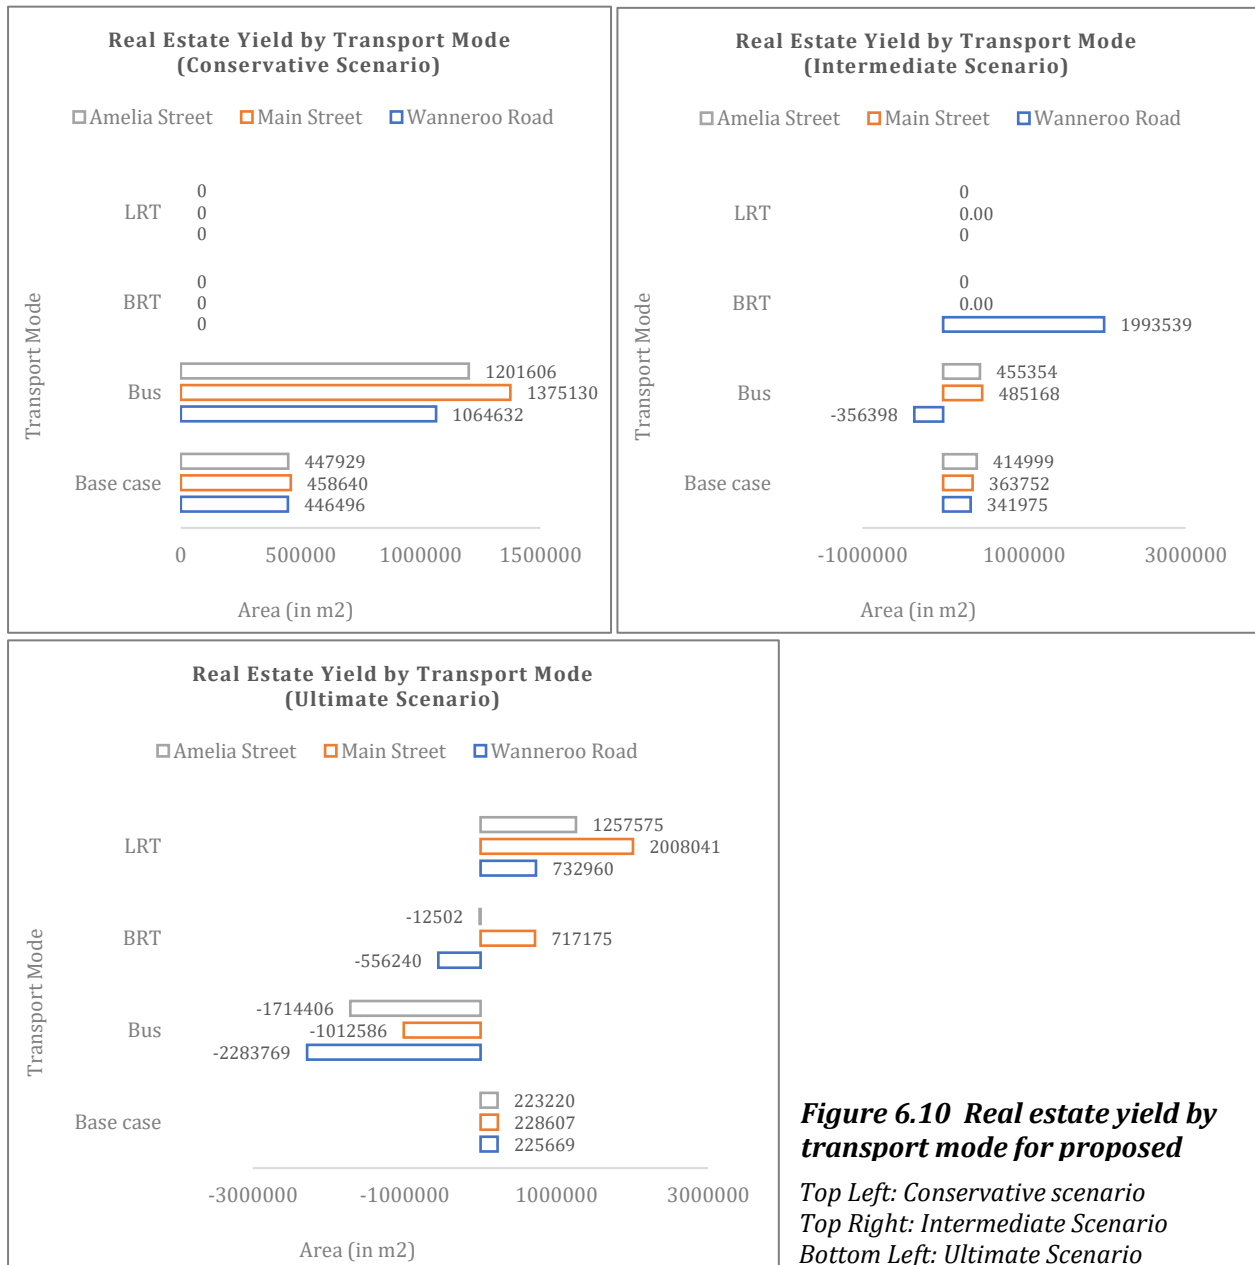 Real Estate Yield by Transport Mode
(Conservative Scenario)
Amelia Street Main Street Wanneroo Road
Transport Mode
LRT
0
0
0
BRT
0
0
0
Bus
1201606
1375130
1064632
Base case
447929
458640
446496
0 500000 1000000 1500000
Area (in m2)
Real Estate Yield by Transport Mode
(Intermediate Scenario)
Amelia Street Main Street Wanneroo Road
Transport Mode
LRT
0
0.00
0
BRT
0
0.00
1993539
Bus
455354
485168
-356398
Base case
414999
363752
341975
-1000000 1000000 3000000
Area (in m2)
Real Estate Yield by Transport Mode
(Ultimate Scenario)
Amelia Street Main Street Wanneroo Road
Transport Mode
LRT
1257575
2008041
732960
BRT
-12502
717175
-556240
Bus
-1714406
-1012586
-2283769
Base case
223220
228607
225669
-3000000 -1000000 1000000 3000000
Area (in m2)
Figure 6.10 Real estate yield by
transport mode for proposed
Top Left: Conservative scenario
Top Right: Intermediate Scenario
Bottom Left: Ultimate Scenario